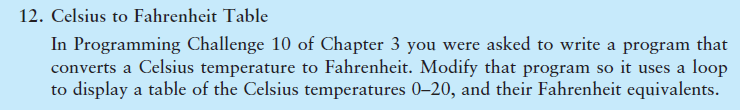 12. Celsius to Fahrenheit Table
In Programming Challenge 10 of Chapter 3 you were asked to write a program that
converts a Celsius temperature to Fahrenheit. Modify that program so it uses a loop
to display a table of the Celsius temperatures 0–20, and their Fahrenheit equivalents.